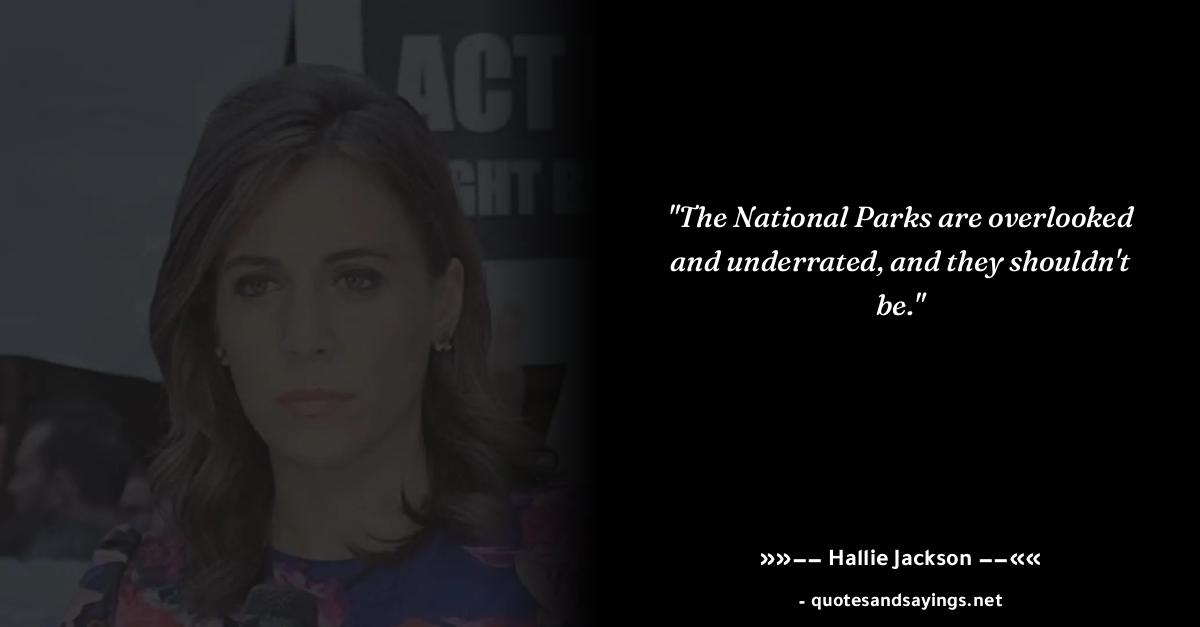 ACT
GHT B
"The National Parks are overlooked
and underrated, and they shouldn't
be."
»»−− Hallie Jackson −−««
- quotesandsayings.net